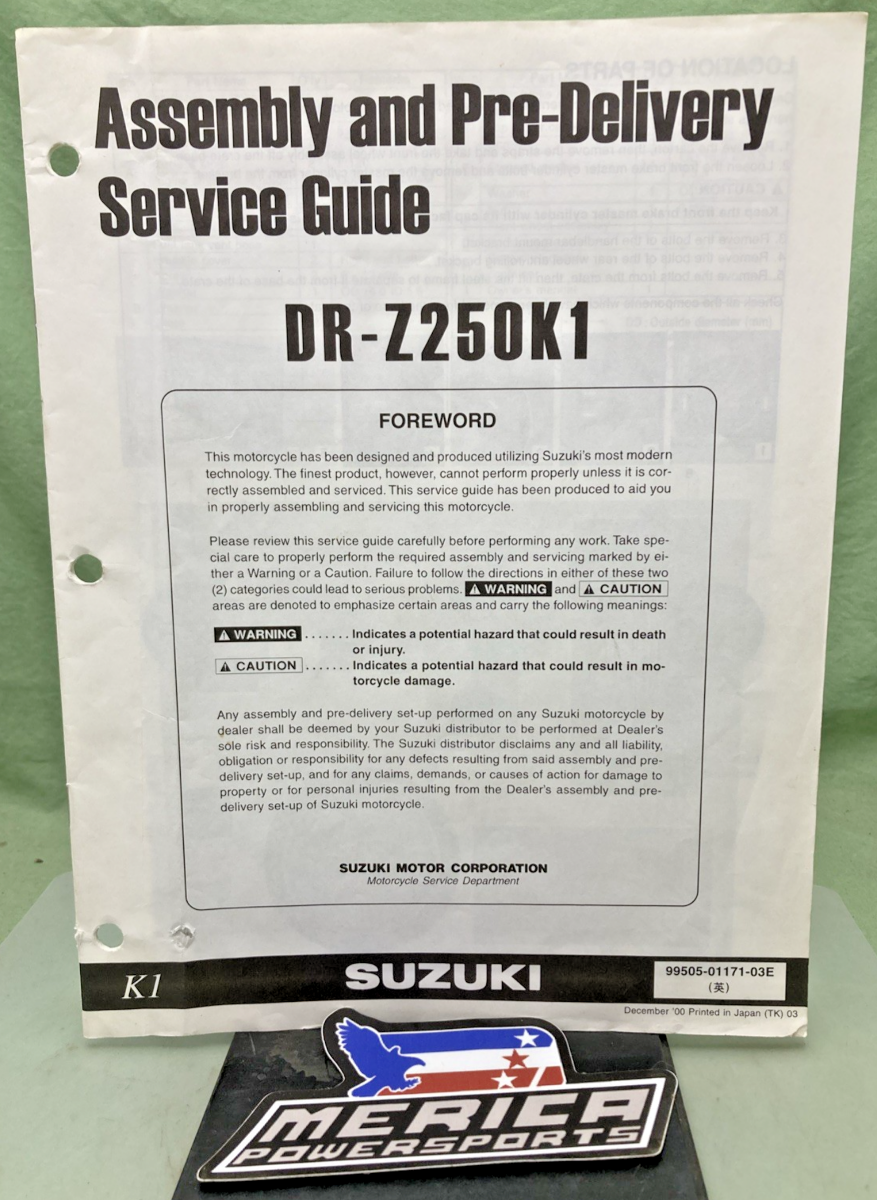 Assembly and Pre-Delivery
Service Guide
DR-Z250K1
FOREWORD
This motorcycle has been designed and produced utilizing Suzuki's most modern
technology. The finest product, however, cannot perform properly unless it is cor-
rectly assembled and serviced. This service guide has been produced to aid you
in properly assembling and servicing this motorcycle.
Please review this service guide carefully before performing any work. Take spe-
cial care to properly perform the required assembly and servicing marked by ei-
ther a Warning or a Caution. Failure to follow the directions in either of these two
(2) categories could lead to serious problems. ⚠ WARNING and ⚠ CAUTION
areas are denoted to emphasize certain areas and carry the following meanings:
⚠ WARNING ....... Indicates a potential hazard that could result in death
or injury.
⚠ CAUTION ....... Indicates a potential hazard that could result in mo-
torcycle damage.
Any assembly and pre-delivery set-up performed on any Suzuki motorcycle by
dealer shall be deemed by your Suzuki distributor to be performed at Dealer's
sole risk and responsibility. The Suzuki distributor disclaims any and all liability,
obligation or responsibility for any defects resulting from said assembly and pre-
delivery set-up, and for any claims, demands, or causes of action for damage to
property or for personal injuries resulting from the Dealer's assembly and pre-
delivery set-up of Suzuki motorcycle.
SUZUKI MOTOR CORPORATION
Motorcycle Service Department
K1
SUZUKI
99505-01171-03E
(英)
December '00 Printed in Japan (TK) 03
MERICA
POWERSPORTS